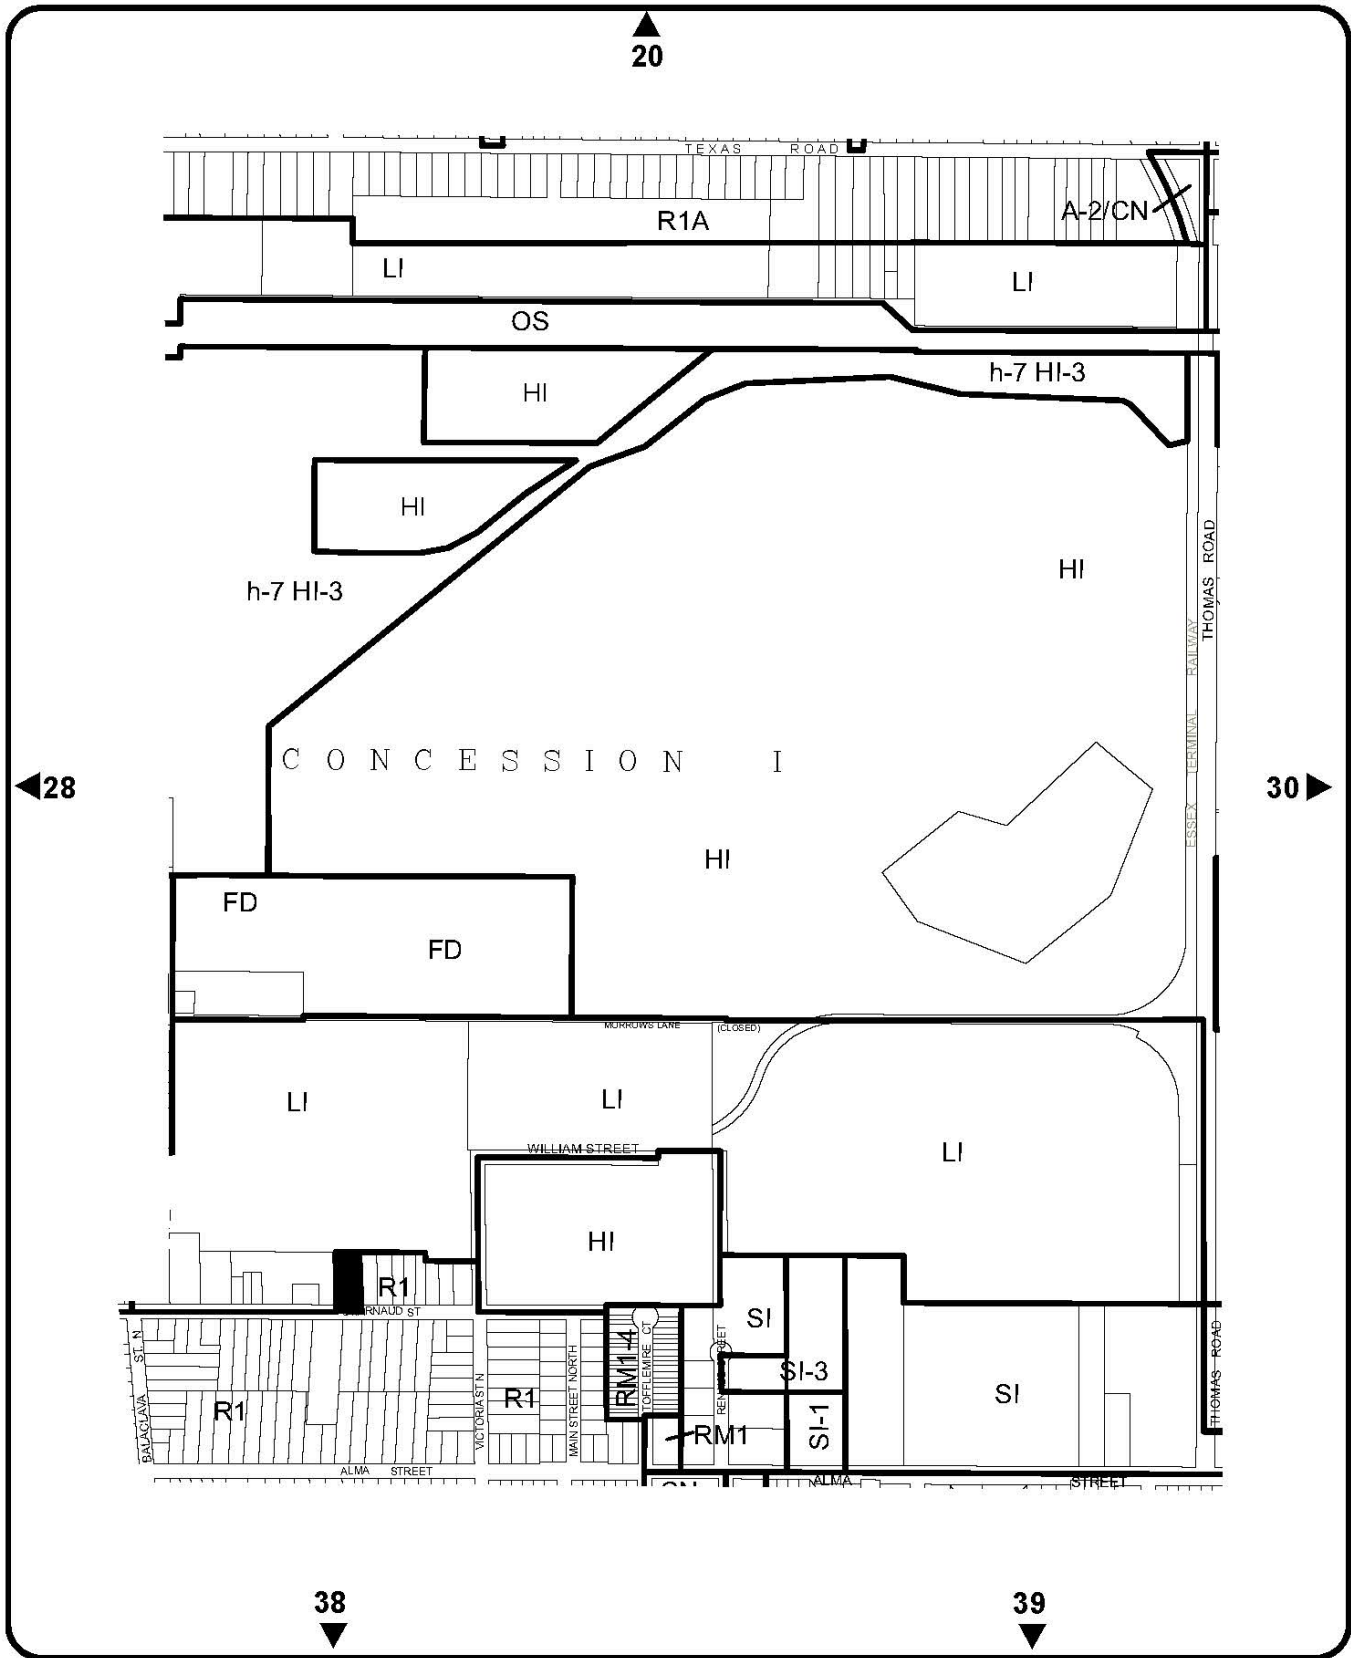 20
TEXAS ROAD
R1A
A-2/CN
LI
LI
OS
h-7 HI-3
HI
HI
h-7 HI-3
HI
THOMAS ROAD
ESSEX TERMINAL RAILWAY
CONCESSION I
28
30
HI
FD
FD
MORROWS LANE (CLOSED)
LI
LI
WILLIAM STREET
LI
HI
R1
ARNAUD ST
SI
SI-3
SI
RM1-4
TOFFLEMIRE CT
STREET
THOMAS ROAD
BALACLAVA ST. N
R1
VICTORIA ST N
R1
MAIN STREET NORTH
RM1
SI-1
ALMA STREET
ALMA STREET
38
39